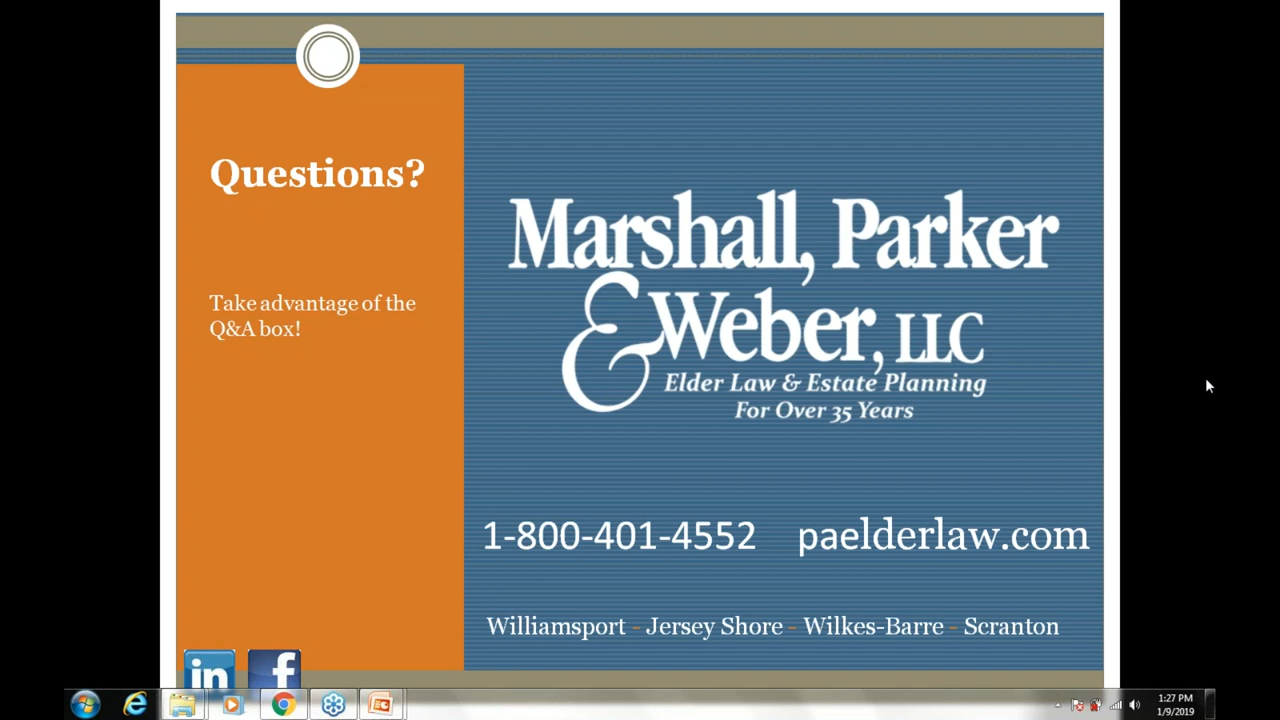 Questions?
Take advantage of the
Q&A box!
Marshall, Parker
& Weber, LLC
Elder Law & Estate Planning
For Over 35 Years
1-800-401-4552 paelderlaw.com
Williamsport - Jersey Shore - Wilkes-Barre - Scranton
in f
1:27 PM
1/9/2019